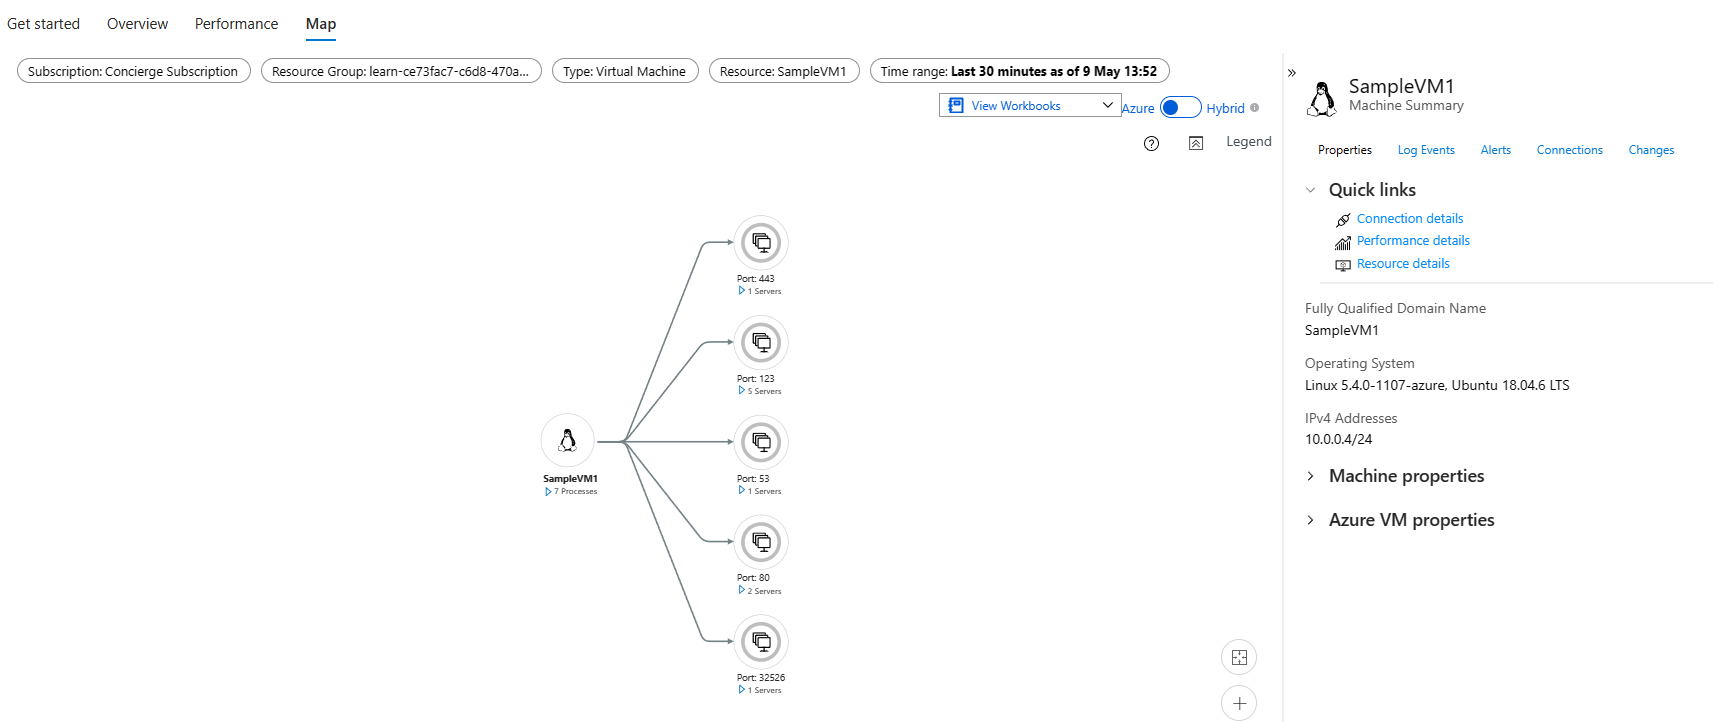 Get started Overview Performance Map
Subscription: Concierge Subscription Resource Group: learn-ce73fac7-c6d8-470a... Type: Virtual Machine Resource: SampleVM1 Time range: Last 30 minutes as of 9 May 13:52
View Workbooks Azure Hybrid
Legend
Port: 443
1 Servers
Port: 123
5 Servers
SampleVM1
7 Processes
Port: 53
1 Servers
Port: 80
2 Servers
Port: 32526
1 Servers
SampleVM1
Machine Summary
Properties Log Events Alerts Connections Changes
Quick links
Connection details
Performance details
Resource details
Fully Qualified Domain Name
SampleVM1
Operating System
Linux 5.4.0-1107-azure, Ubuntu 18.04.6 LTS
IPv4 Addresses
10.0.0.4/24
Machine properties
Azure VM properties